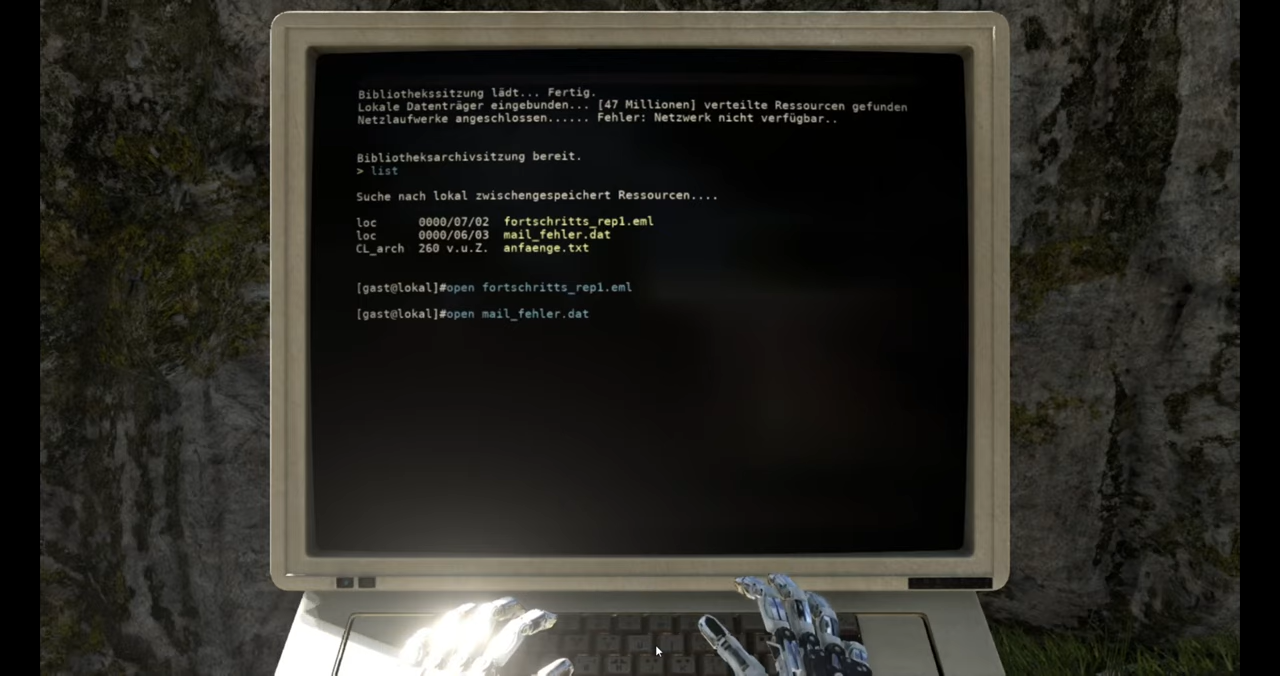 Bibliothekssitzung lädt... Fertig.
Lokale Datenträger eingebunden... [47 Millionen] verteilte Ressourcen gefunden
Netzlaufwerke angeschlossen...... Fehler: Netzwerk nicht verfügbar..
Bibliotheksarchivsitzung bereit.
> list
Suche nach lokal zwischengespeichert Ressourcen....
loc 0000/07/02 fortschritts_rep1.eml
loc 0000/06/03 mail_fehler.dat
CL_arch 260 v.u.Z. anfaenge.txt
[gast@lokal]#open fortschritts_rep1.eml
[gast@lokal]#open mail_fehler.dat